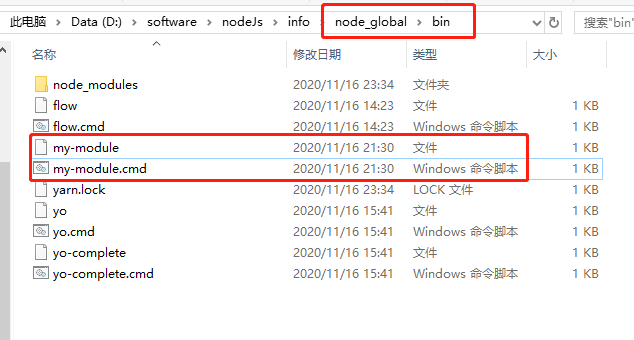 此电脑 › Data (D:) › software › nodeJs › info › node_global › bin 搜索"bin"
名称 修改日期 类型 大小
node_modules 2020/11/16 23:34 文件夹
flow 2020/11/16 14:23 文件 1 KB
flow.cmd 2020/11/16 14:23 Windows 命令脚本 1 KB
my-module 2020/11/16 21:30 文件 1 KB
my-module.cmd 2020/11/16 21:30 Windows 命令脚本 1 KB
yarn.lock 2020/11/16 23:34 LOCK 文件 1 KB
yo 2020/11/16 15:41 文件 1 KB
yo.cmd 2020/11/16 15:41 Windows 命令脚本 1 KB
yo-complete 2020/11/16 15:41 文件 1 KB
yo-complete.cmd 2020/11/16 15:41 Windows 命令脚本 1 KB